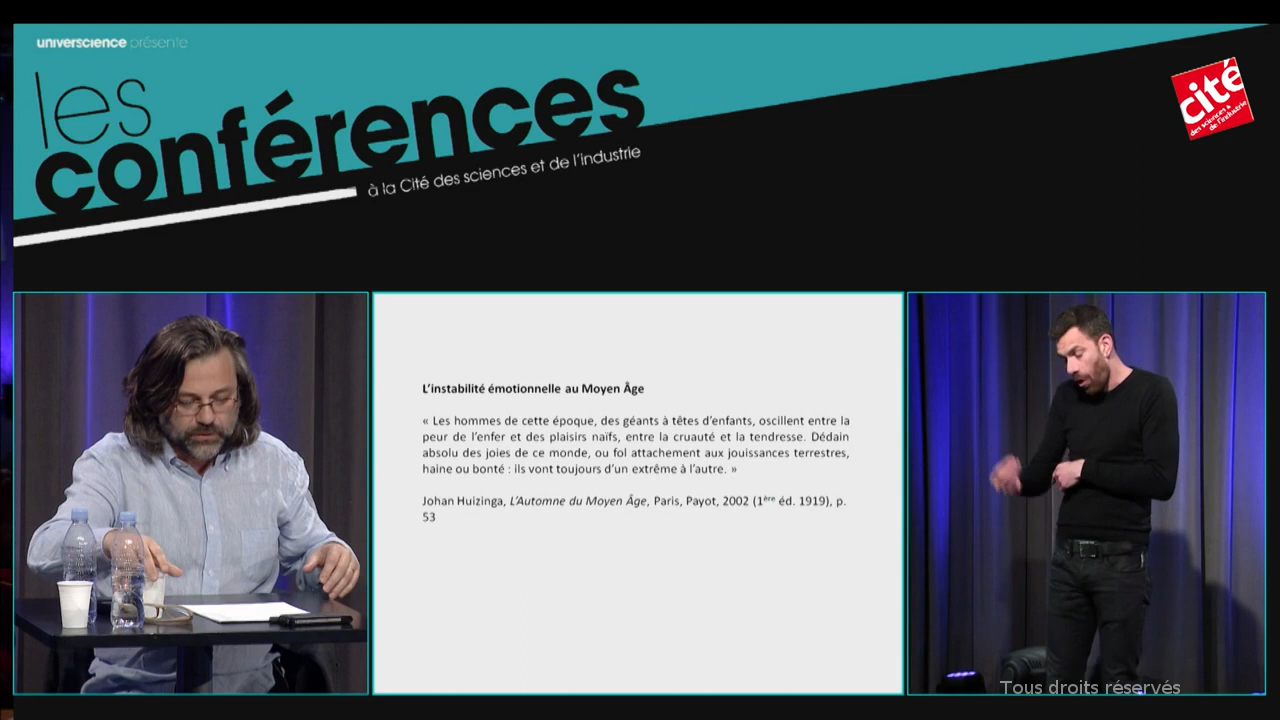 universcience présente
les
conférences
à la Cité des sciences et de l'industrie
cité
des sciences &
de l'industrie
L'instabilité émotionnelle au Moyen Âge
« Les hommes de cette époque, des géants à têtes d'enfants, oscillent entre la
peur de l'enfer et des plaisirs naïfs, entre la cruauté et la tendresse. Dédain
absolu des joies de ce monde, ou fol attachement aux jouissances terrestres,
haine ou bonté : ils vont toujours d'un extrême à l'autre. »
Johan Huizinga, L'Automne du Moyen Âge, Paris, Payot, 2002 (1ère éd. 1919), p.
53
Tous droits réservés